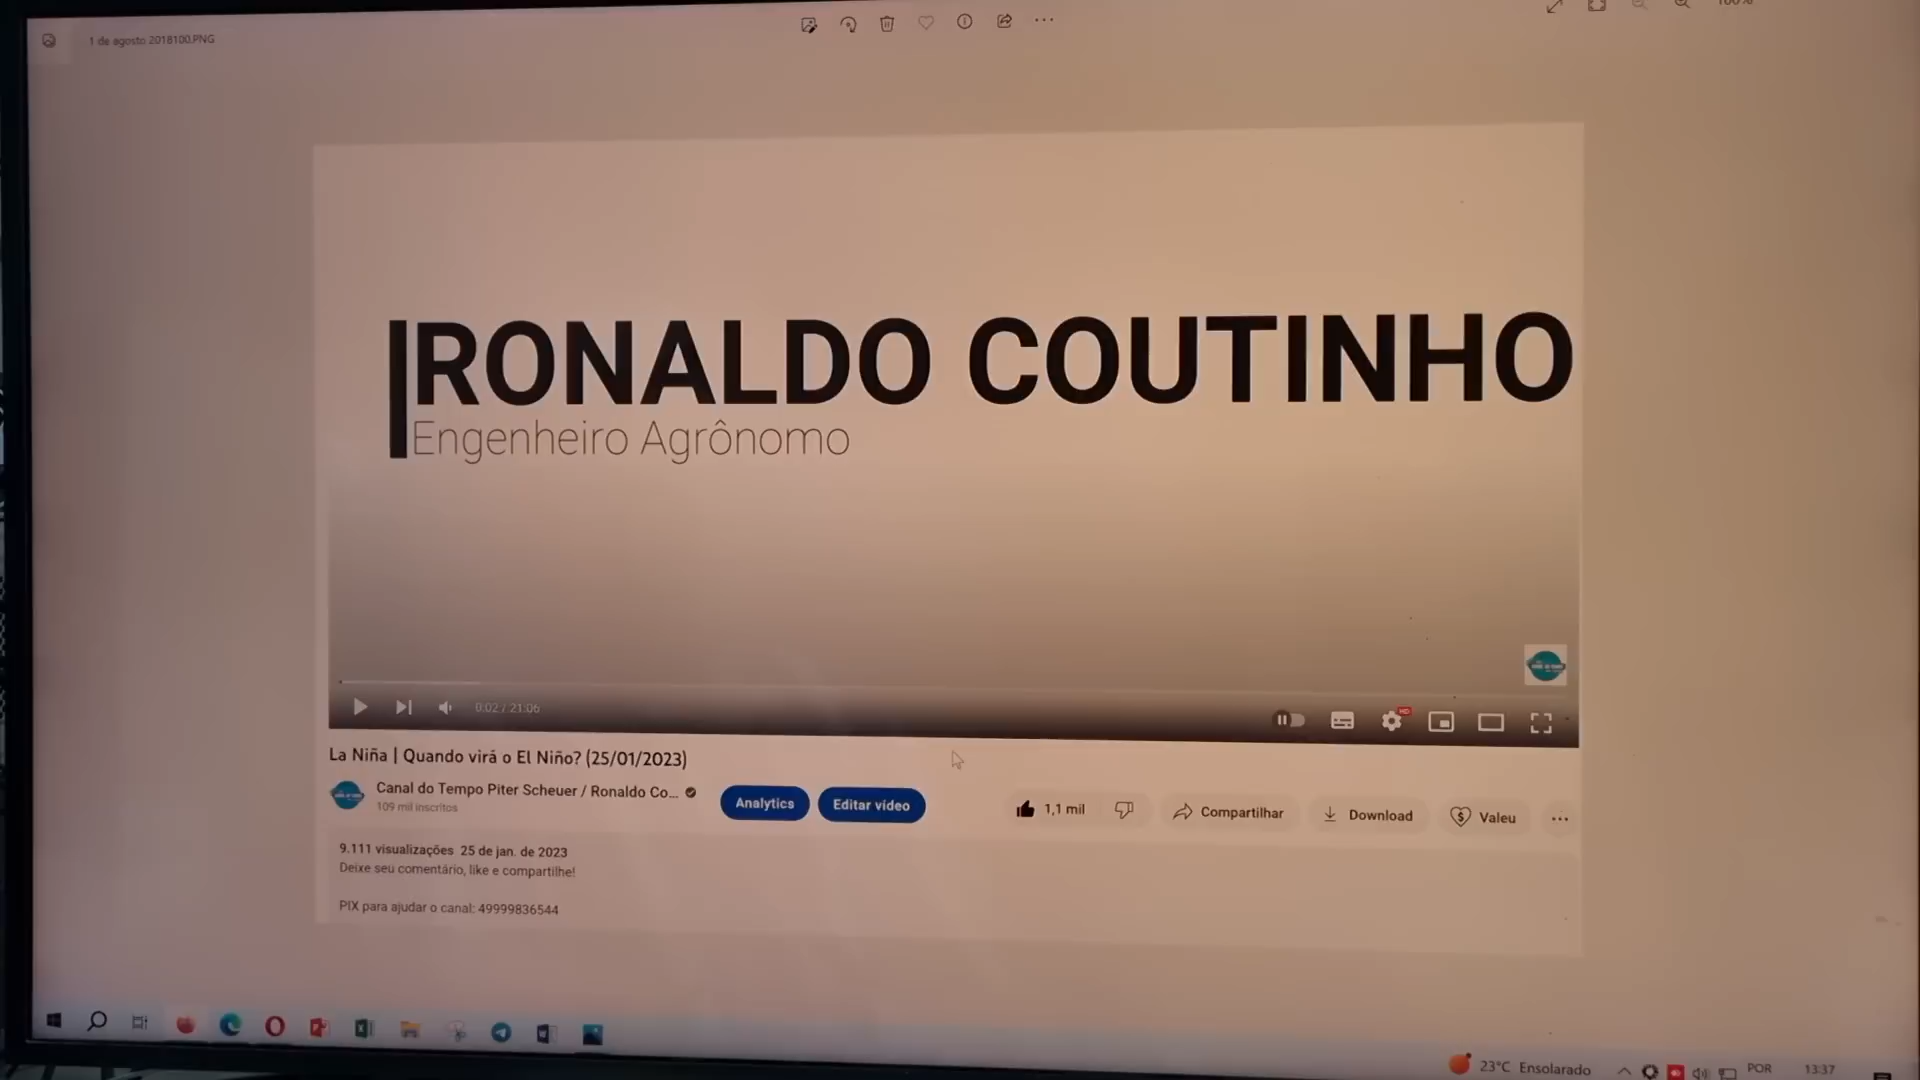 1 de agosto 2018100.PNG
RONALDO COUTINHO
Engenheiro Agrônomo
0:02 / 21:06
HD
La Niña | Quando virá o El Niño? (25/01/2023)
Canal do Tempo Piter Scheuer / Ronaldo Co...
109 mil inscritos
Analytics
Editar vídeo
1,1 mil
Compartilhar
Download
Valeu
9.111 visualizações 25 de jan. de 2023
Deixe seu comentário, like e compartilhe!
PIX para ajudar o canal: 49999836544
23°C Ensolarado
POR
13:37